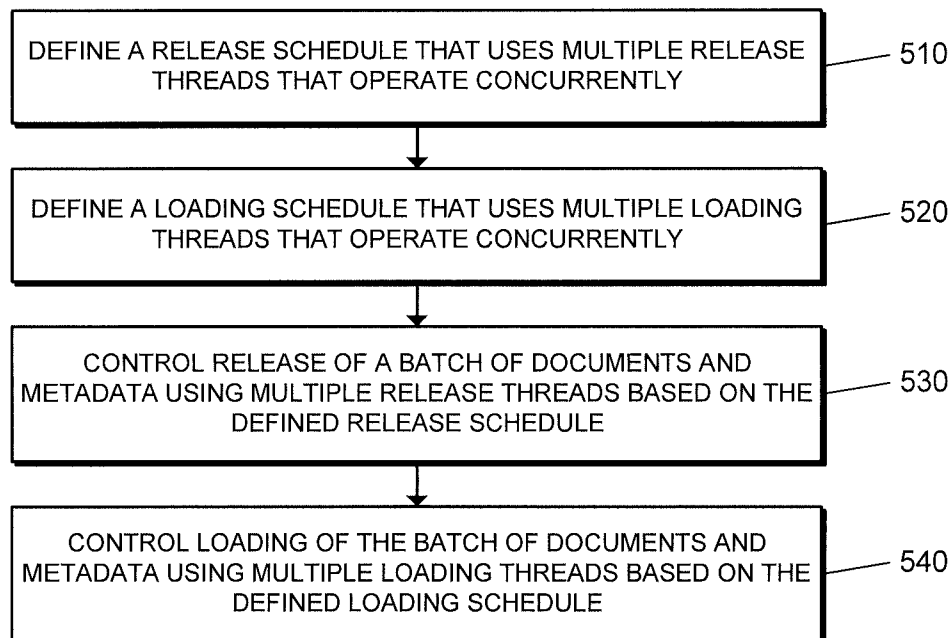 DEFINE A RELEASE SCHEDULE THAT USES MULTIPLE RELEASE
THREADS THAT OPERATE CONCURRENTLY
510
DEFINE A LOADING SCHEDULE THAT USES MULTIPLE LOADING
THREADS THAT OPERATE CONCURRENTLY
520
CONTROL RELEASE OF A BATCH OF DOCUMENTS AND
METADATA USING MULTIPLE RELEASE THREADS BASED ON THE
DEFINED RELEASE SCHEDULE
530
CONTROL LOADING OF THE BATCH OF DOCUMENTS AND
METADATA USING MULTIPLE LOADING THREADS BASED ON THE
DEFINED LOADING SCHEDULE
540